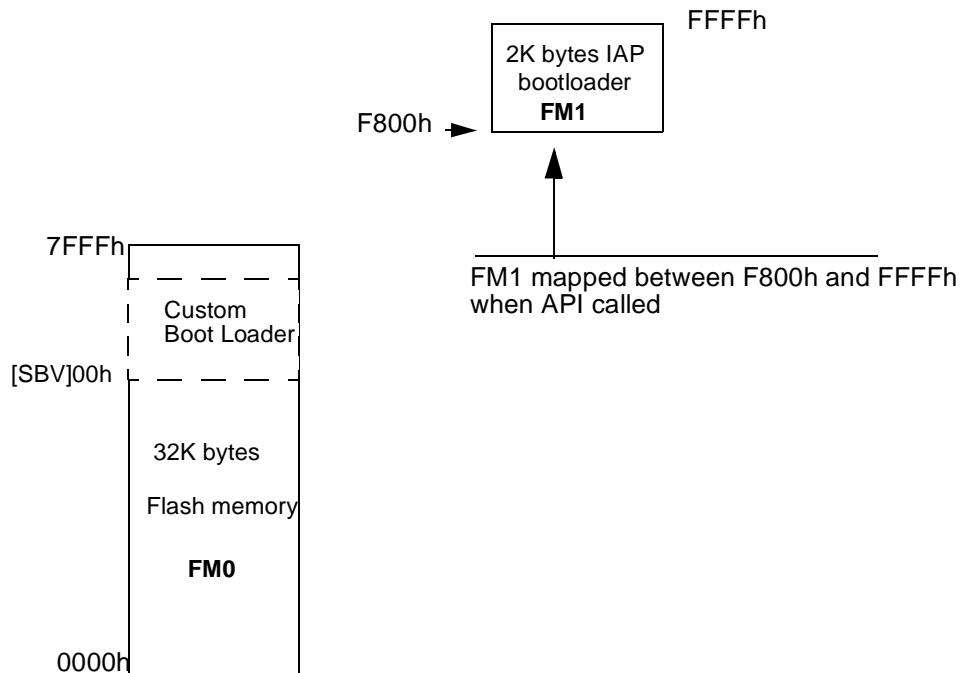 FFFFh
2K bytes IAP
bootloader
FM1
F800h
7FFFh
FM1 mapped between F800h and FFFFh
when API called
Custom
Boot Loader
[SBV]00h
32K bytes
Flash memory
FM0
0000h